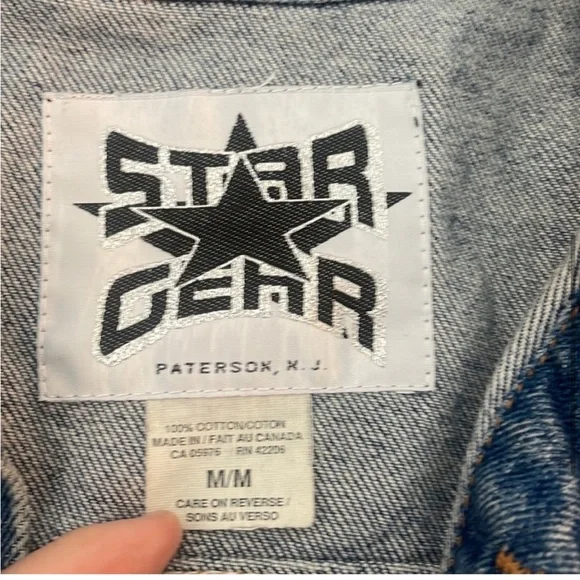 STAR
GEAR
PATERSON, N.J.
100% COTTON/COTON
MADE IN / FAIT AU CANADA
CA 05976 RN 42206
M/M
CARE ON REVERSE /
SONS AU VERSO